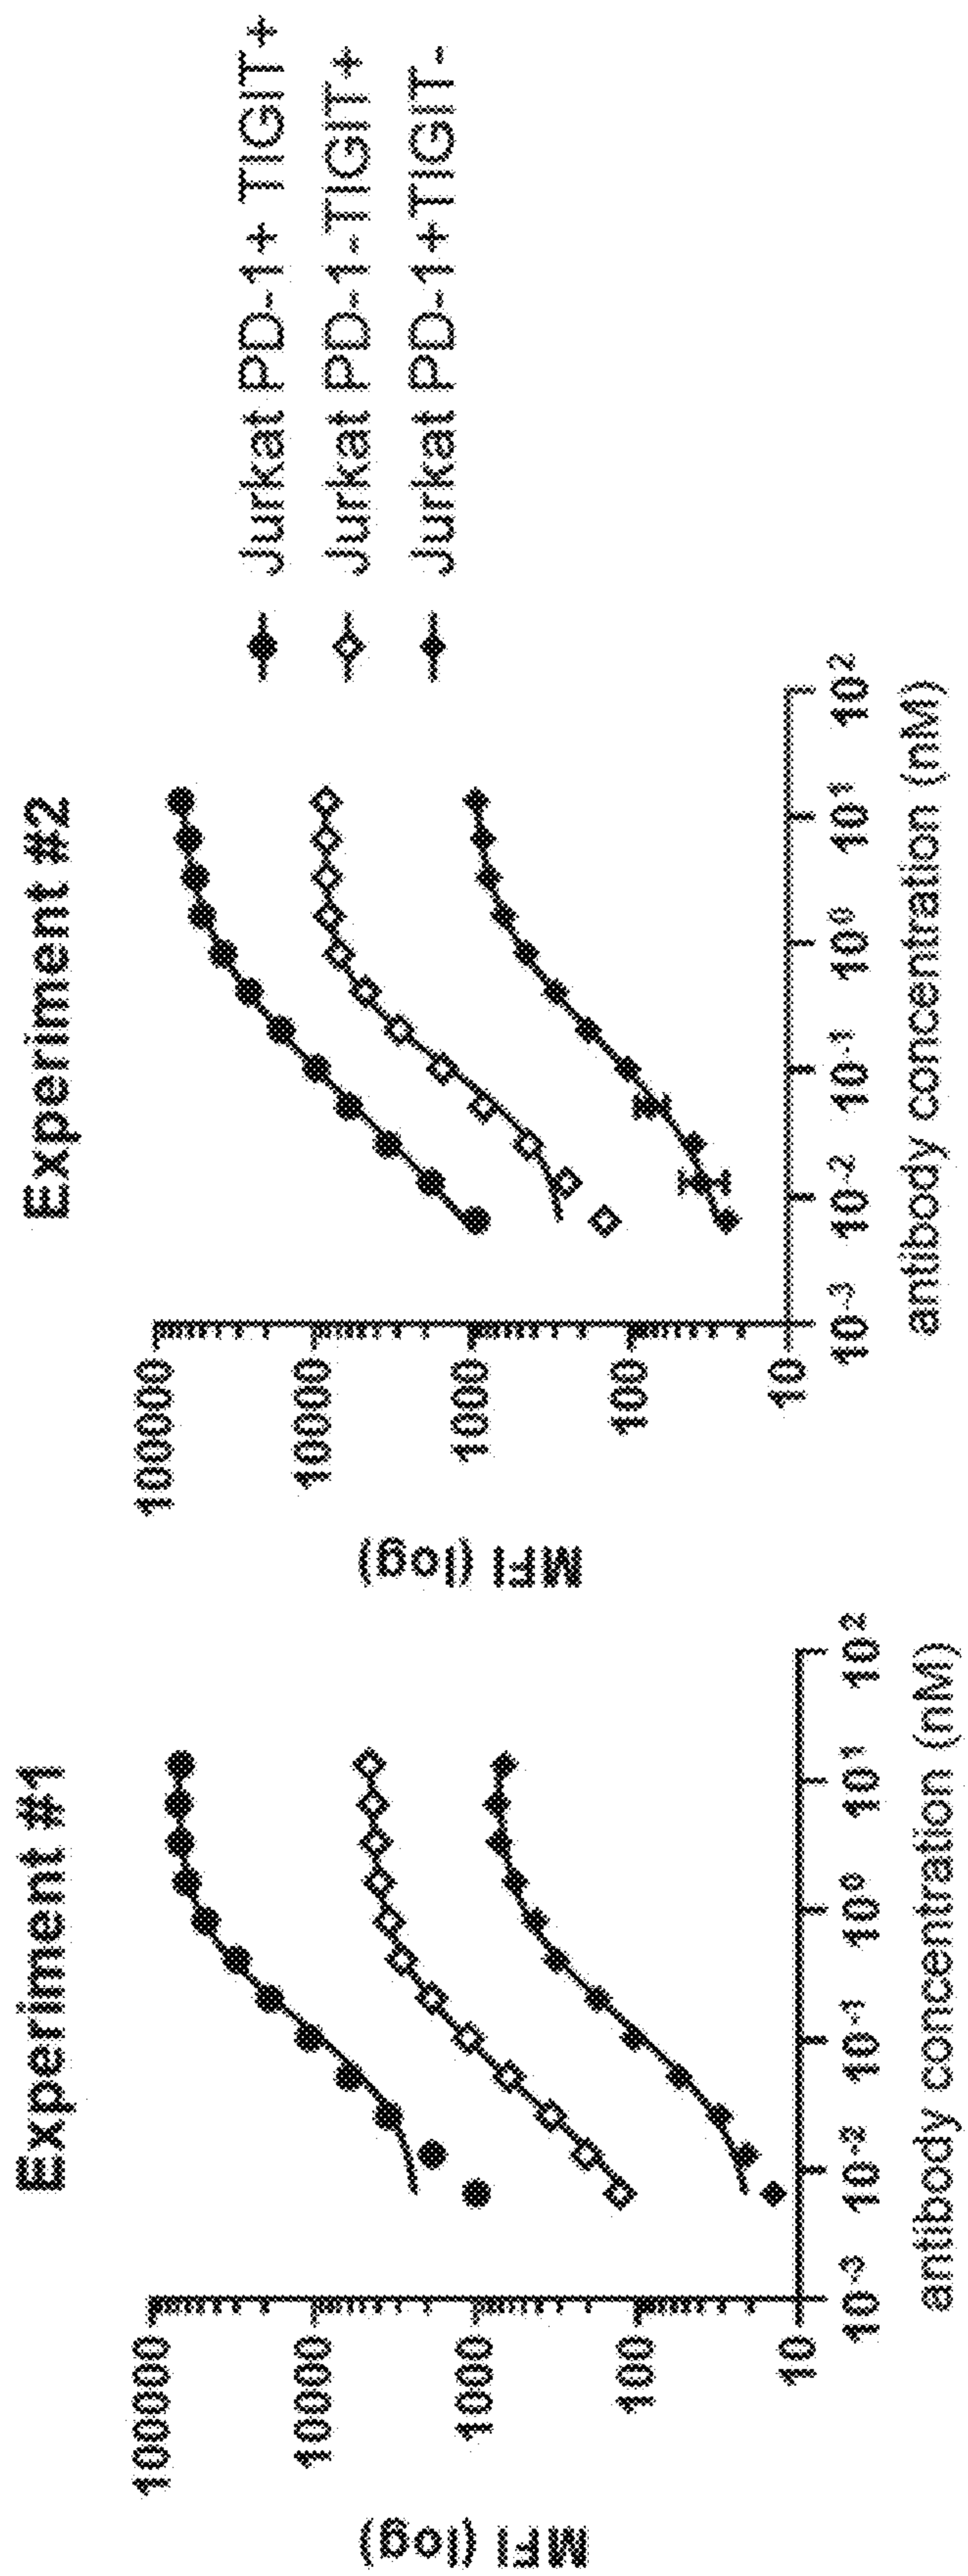 Experiment #1
MFI (log)
100000
10000
1000
100
10
10-3
10-2
10-1
10⁰
10¹
10²
antibody concentration (nM)
Experiment #2
MFI (log)
100000
10000
1000
100
10
10-3
10-2
10-1
10⁰
10¹
10²
antibody concentration (nM)
Jurkat PD-1+ TIGIT+
Jurkat PD-1-TIGIT+
Jurkat PD-1+TIGIT-